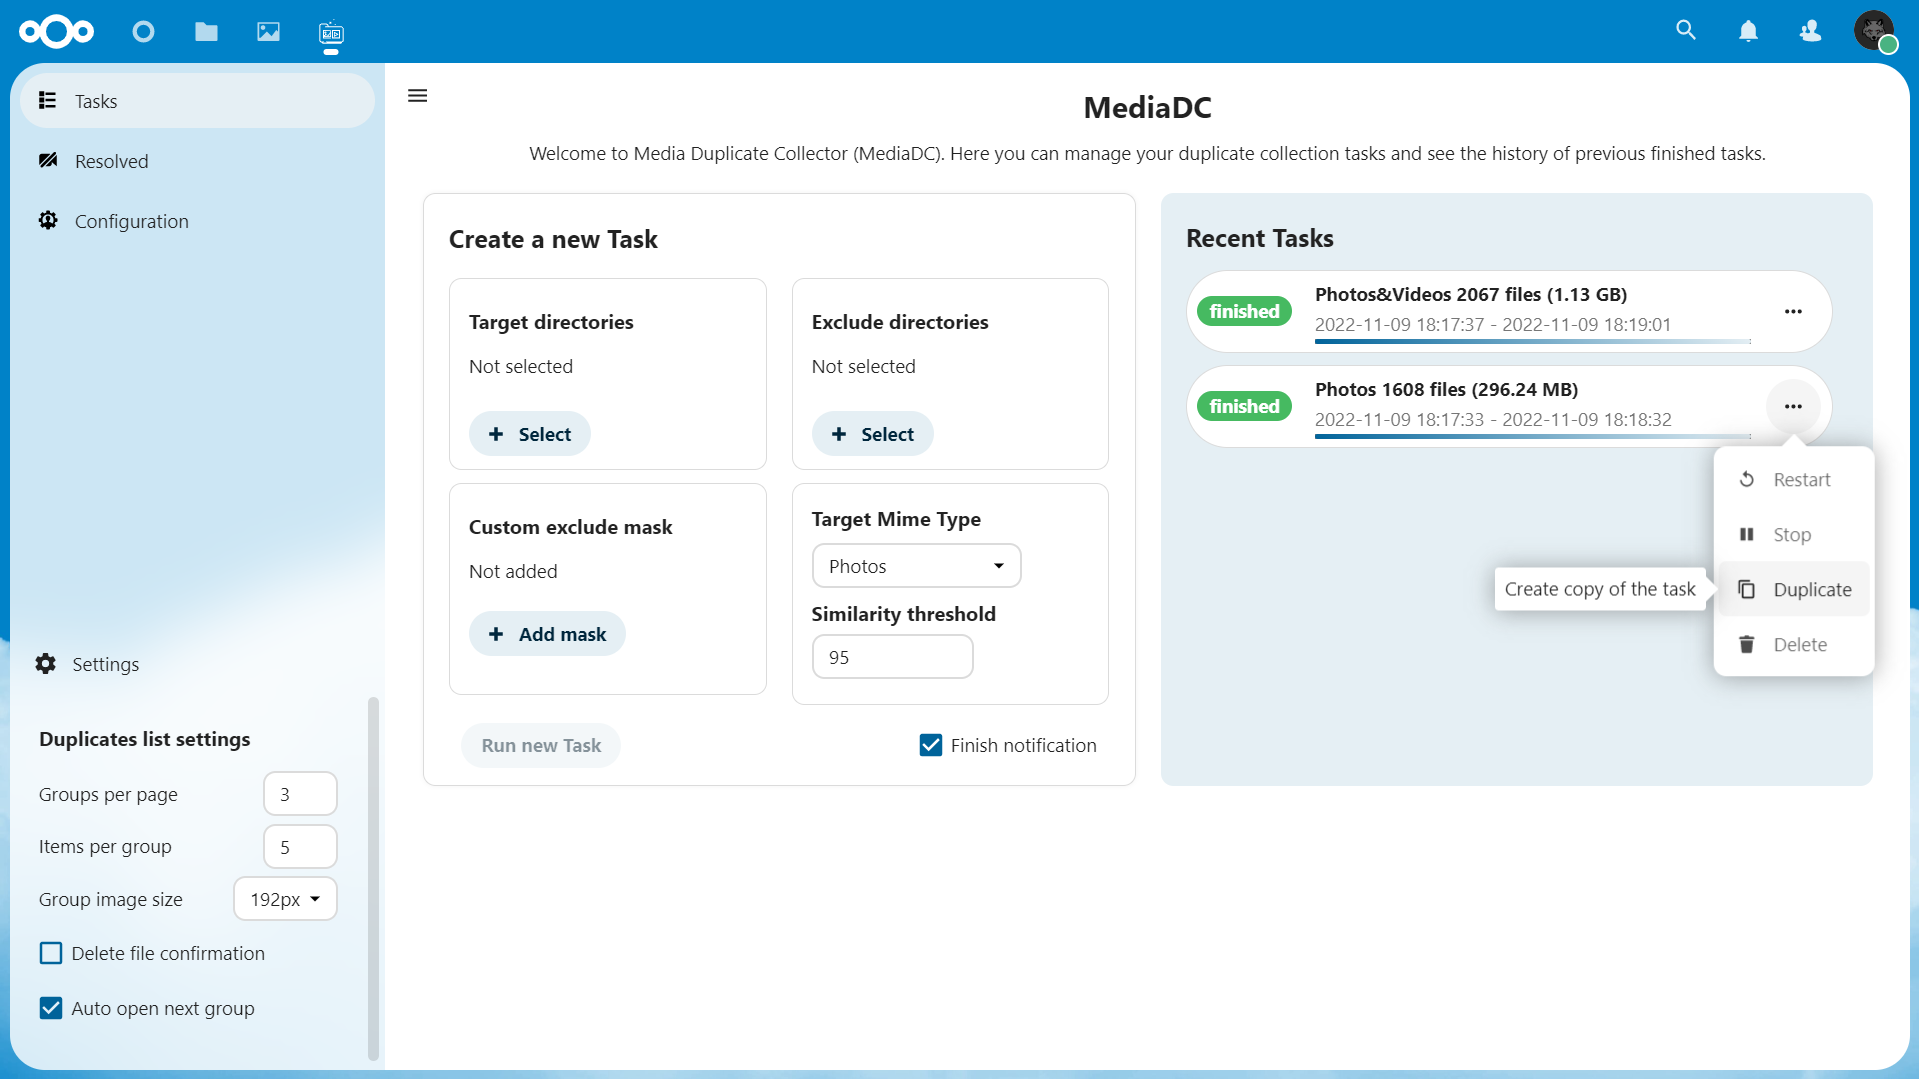 Tasks
Resolved
Configuration
Settings
Duplicates list settings
Groups per page
3
Items per group
5
Group image size
192px
Delete file confirmation
Auto open next group
MediaDC
Welcome to Media Duplicate Collector (MediaDC). Here you can manage your duplicate collection tasks and see the history of previous finished tasks.
Create a new Task
Target directories
Not selected
Select
Exclude directories
Not selected
Select
Custom exclude mask
Not added
Add mask
Target Mime Type
Photos
Similarity threshold
95
Run new Task
Finish notification
Recent Tasks
finished
Photos&Videos 2067 files (1.13 GB)
2022-11-09 18:17:37 - 2022-11-09 18:19:01
finished
Photos 1608 files (296.24 MB)
2022-11-09 18:17:33 - 2022-11-09 18:18:32
Restart
Stop
Create copy of the task
Duplicate
Delete